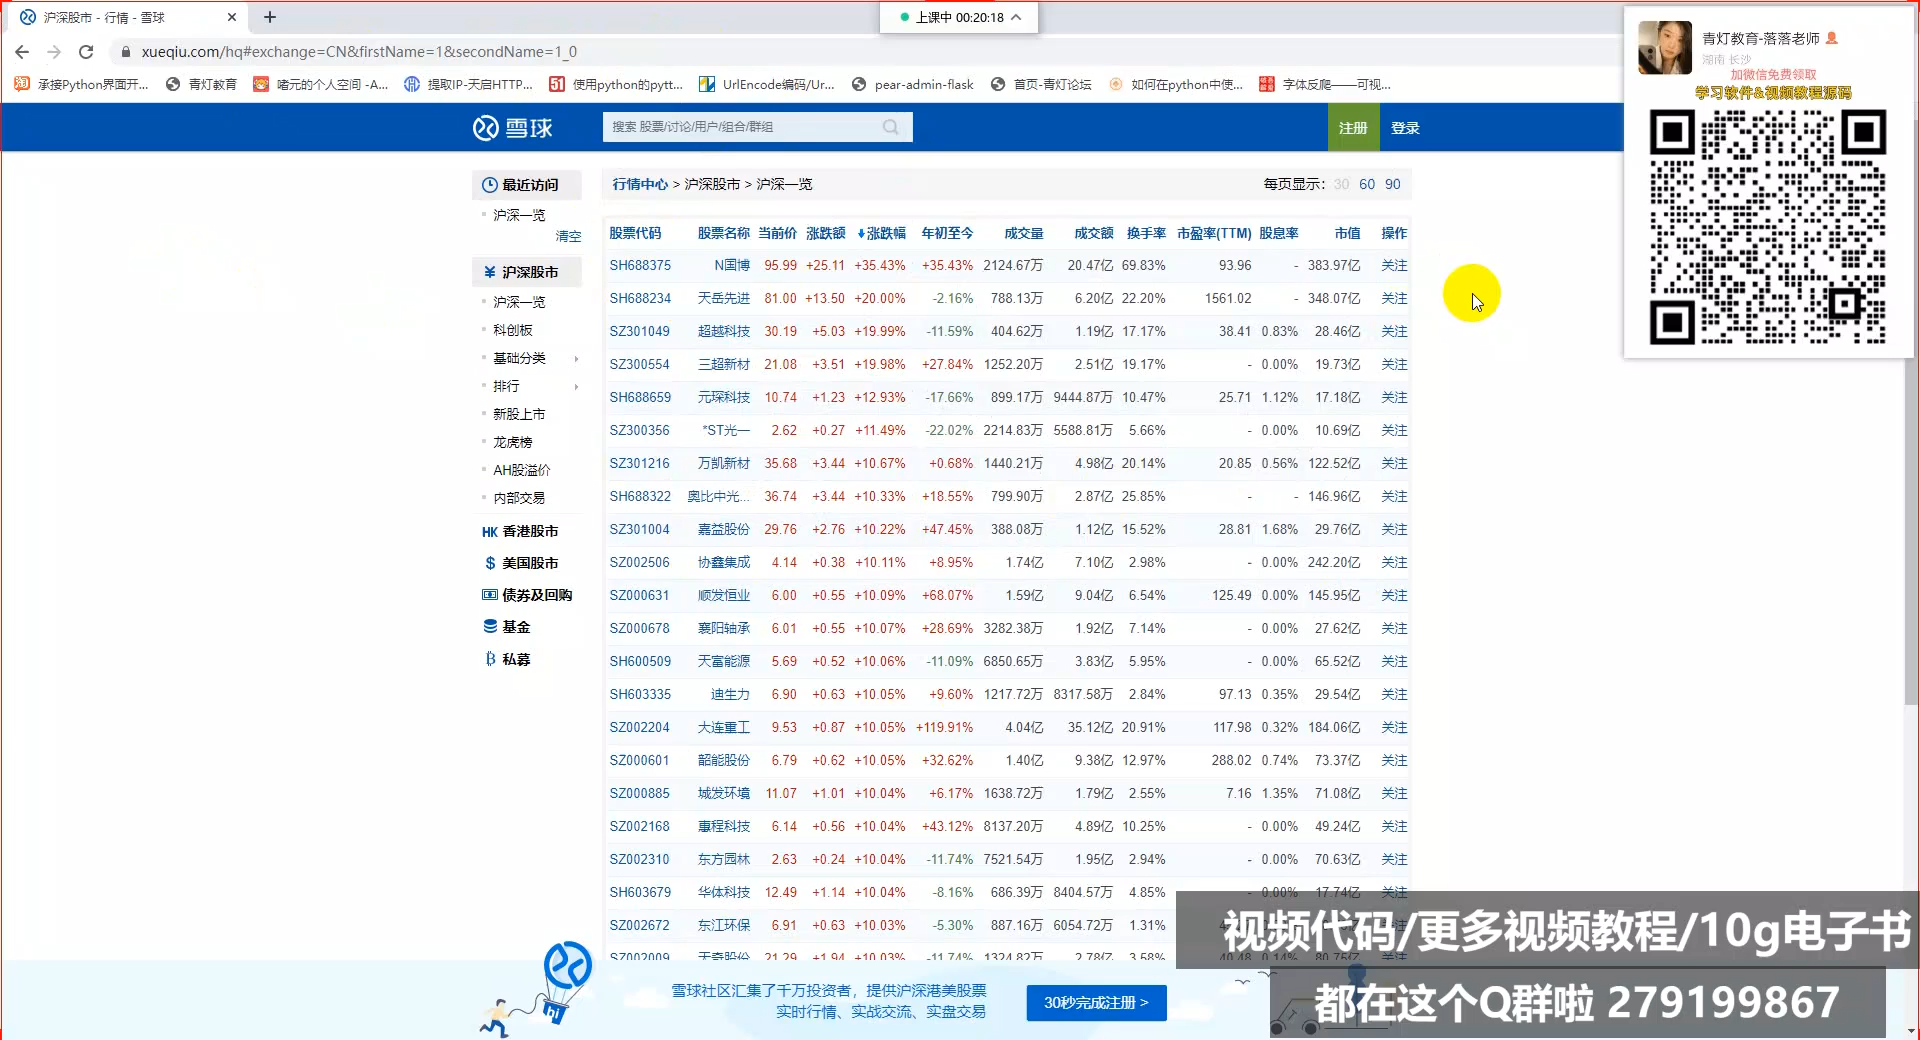 沪深股市 - 行情 - 雪球
上课中 00:20:18
xueqiu.com/hq#exchange=CN&firstName=1&secondName=1_0
承接Python界面开... 青灯教育 啫元的个人空间 -A... 提取IP-天启HTTP... 使用python的pytt... UrlEncode编码/Ur... pear-admin-flask 首页-青灯论坛 如何在python中使... 字体反爬——可视...
青灯教育-落落老师
湖南 长沙
加微信免费领取
学习软件&视频教程源码
雪球
搜索 股票/讨论/用户/组合/群组
注册 登录
最近访问
沪深一览
清空
沪深股市
沪深一览
科创板
基础分类
排行
新股上市
龙虎榜
AH股溢价
内部交易
HK 香港股市
$ 美国股市
债券及回购
基金
私募
行情中心 > 沪深股市 > 沪深一览
每页显示: 30 60 90
股票代码 股票名称 当前价 涨跌额 涨跌幅 年初至今 成交量 成交额 换手率 市盈率(TTM) 股息率 市值 操作
SH688375 N国博 95.99 +25.11 +35.43% +35.43% 2124.67万 20.47亿 69.83% 93.96 - 383.97亿 关注
SH688234 天岳先进 81.00 +13.50 +20.00% -2.16% 788.13万 6.20亿 22.20% 1561.02 - 348.07亿 关注
SZ301049 超越科技 30.19 +5.03 +19.99% -11.59% 404.62万 1.19亿 17.17% 38.41 0.83% 28.46亿 关注
SZ300554 三超新材 21.08 +3.51 +19.98% +27.84% 1252.20万 2.51亿 19.17% - 0.00% 19.73亿 关注
SH688659 元琛科技 10.74 +1.23 +12.93% -17.66% 899.17万 9444.87万 10.47% 25.71 1.12% 17.18亿 关注
SZ300356 *ST光一 2.62 +0.27 +11.49% -22.02% 2214.83万 5588.81万 5.66% - 0.00% 10.69亿 关注
SZ301216 万凯新材 35.68 +3.44 +10.67% +0.68% 1440.21万 4.98亿 20.14% 20.85 0.56% 122.52亿 关注
SH688322 奥比中光... 36.74 +3.44 +10.33% +18.55% 799.90万 2.87亿 25.85% - - 146.96亿 关注
SZ301004 嘉益股份 29.76 +2.76 +10.22% +47.45% 388.08万 1.12亿 15.52% 28.81 1.68% 29.76亿 关注
SZ002506 协鑫集成 4.14 +0.38 +10.11% +8.95% 1.74亿 7.10亿 2.98% - 0.00% 242.20亿 关注
SZ000631 顺发恒业 6.00 +0.55 +10.09% +68.07% 1.59亿 9.04亿 6.54% 125.49 0.00% 145.95亿 关注
SZ000678 襄阳轴承 6.01 +0.55 +10.07% +28.69% 3282.38万 1.92亿 7.14% - 0.00% 27.62亿 关注
SH600509 天富能源 5.69 +0.52 +10.06% -11.09% 6850.65万 3.83亿 5.95% - 0.00% 65.52亿 关注
SH603335 迪生力 6.90 +0.63 +10.05% +9.60% 1217.72万 8317.58万 2.84% 97.13 0.35% 29.54亿 关注
SZ002204 大连重工 9.53 +0.87 +10.05% +119.91% 4.04亿 35.12亿 20.91% 117.98 0.32% 184.06亿 关注
SZ000601 韶能股份 6.79 +0.62 +10.05% +32.62% 1.40亿 9.38亿 12.97% 288.02 0.74% 73.37亿 关注
SZ000885 城发环境 11.07 +1.01 +10.04% +6.17% 1638.72万 1.79亿 2.55% 7.16 1.35% 71.08亿 关注
SZ002168 惠程科技 6.14 +0.56 +10.04% +43.12% 8137.20万 4.89亿 10.25% - 0.00% 49.24亿 关注
SZ002310 东方园林 2.63 +0.24 +10.04% -11.74% 7521.54万 1.95亿 2.94% - 0.00% 70.63亿 关注
SH603679 华体科技 12.49 +1.14 +10.04% -8.16% 686.39万 8404.57万 4.85% - 0.00% 17.74亿 关注
SZ002672 东江环保 6.91 +0.63 +10.03% -5.30% 887.16万 6054.72万 1.31%
SZ002009 天奇股份 21.29 +1.94 +10.03% -11.74% 1324.82万 2.78亿 3.58% 40.48 0.14% 80.75亿
雪球社区汇集了千万投资者，提供沪深港美股票
实时行情、实战交流、实盘交易
30秒完成注册 >
视频代码/更多视频教程/10g电子书
都在这个Q群啦 279199867